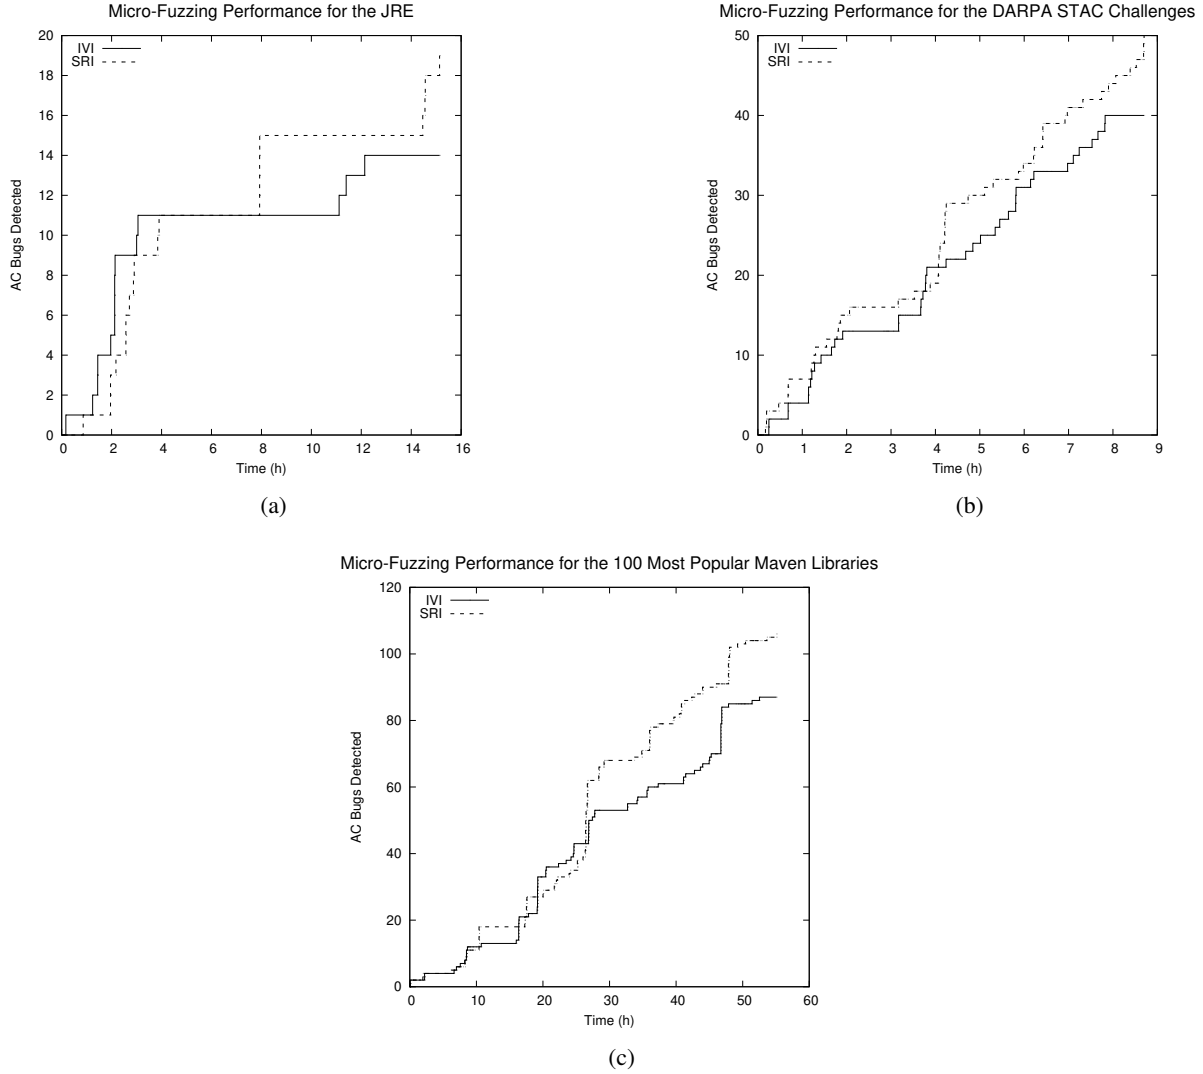 Micro-Fuzzing Performance for the JRE
20
18
16
14
12
10
8
6
4
2
0
AC Bugs Detected
IVI
SRI
0 2 4 6 8 10 12 14 16
Time (h)
(a)
Micro-Fuzzing Performance for the DARPA STAC Challenges
50
40
30
20
10
0
AC Bugs Detected
IVI
SRI
0 1 2 3 4 5 6 7 8 9
Time (h)
(b)
Micro-Fuzzing Performance for the 100 Most Popular Maven Libraries
120
100
80
60
40
20
0
AC Bugs Detected
IVI
SRI
0 10 20 30 40 50 60
Time (h)
(c)